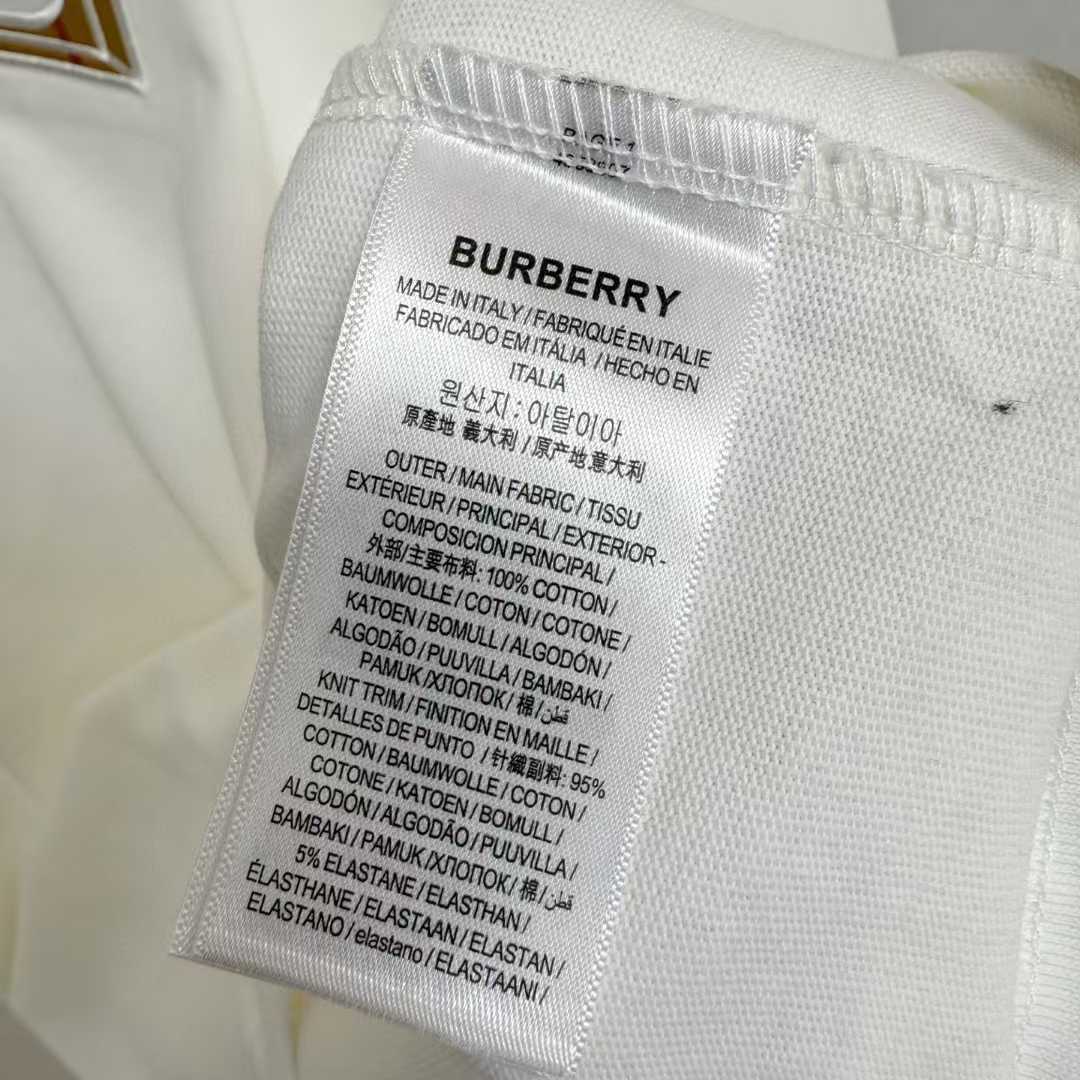 BURBERRY
MADE IN ITALY / FABRIQUÉ EN ITALIE
FABRICADO EM ITÁLIA / HECHO EN
ITALIA
원산지 : 아탈이아
原產地 義大利 / 原产地意大利
OUTER / MAIN FABRIC / TISSU
EXTÉRIEUR / PRINCIPAL / EXTERIOR -
COMPOSICION PRINCIPAL /
外部/主要布料: 100% COTTON /
BAUMWOLLE / COTON / COTONE /
KATOEN / BOMULL / ALGODÓN /
ALGODÃO / PUUVILLA / BAMBAKI /
PAMUK /ХЛОПОК/ 棉 / قطن
KNIT TRIM / FINITION EN MAILLE /
DETALLES DE PUNTO / 针織副料: 95%
COTTON / BAUMWOLLE / COTON /
COTONE / KATOEN / BOMULL /
ALGODÓN / ALGODÃO / PUUVILLA /
BAMBAKI / PAMUK /ХЛОПОК/ 棉 / قطن
5% ELASTANE / ELASTHAN /
ÉLASTHANE / ELASTAAN / ELASTAN /
ELASTANO / elastano / ELASTAANI /